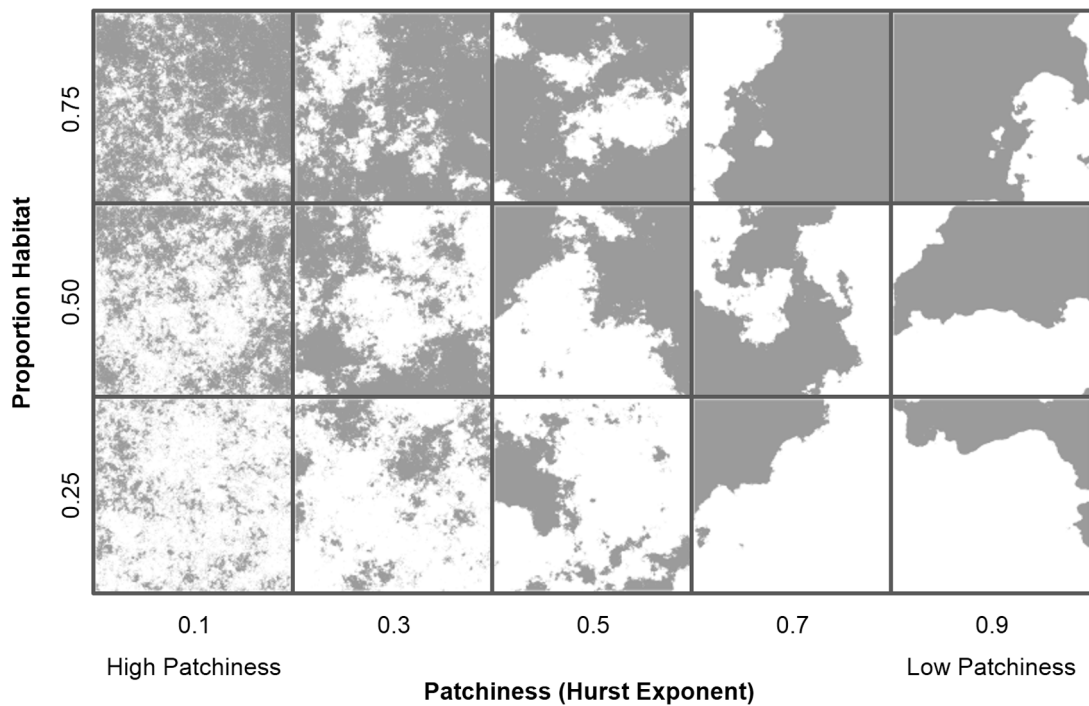 Proportion Habitat
0.75
0.50
0.25
0.1 0.3 0.5 0.7 0.9
High Patchiness Low Patchiness
Patchiness (Hurst Exponent)